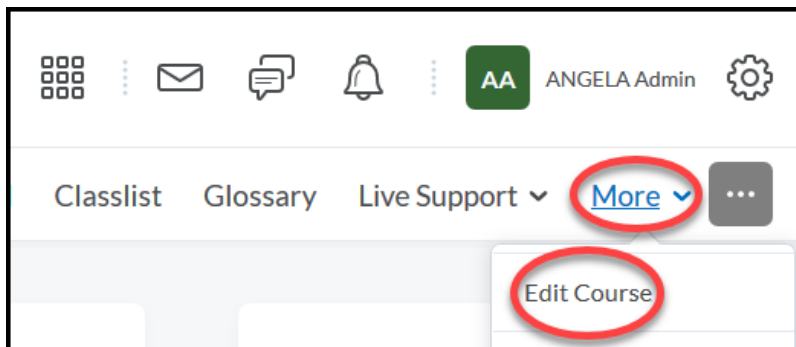 AA ANGELA Admin
Classlist Glossary Live Support More ...
Edit Course